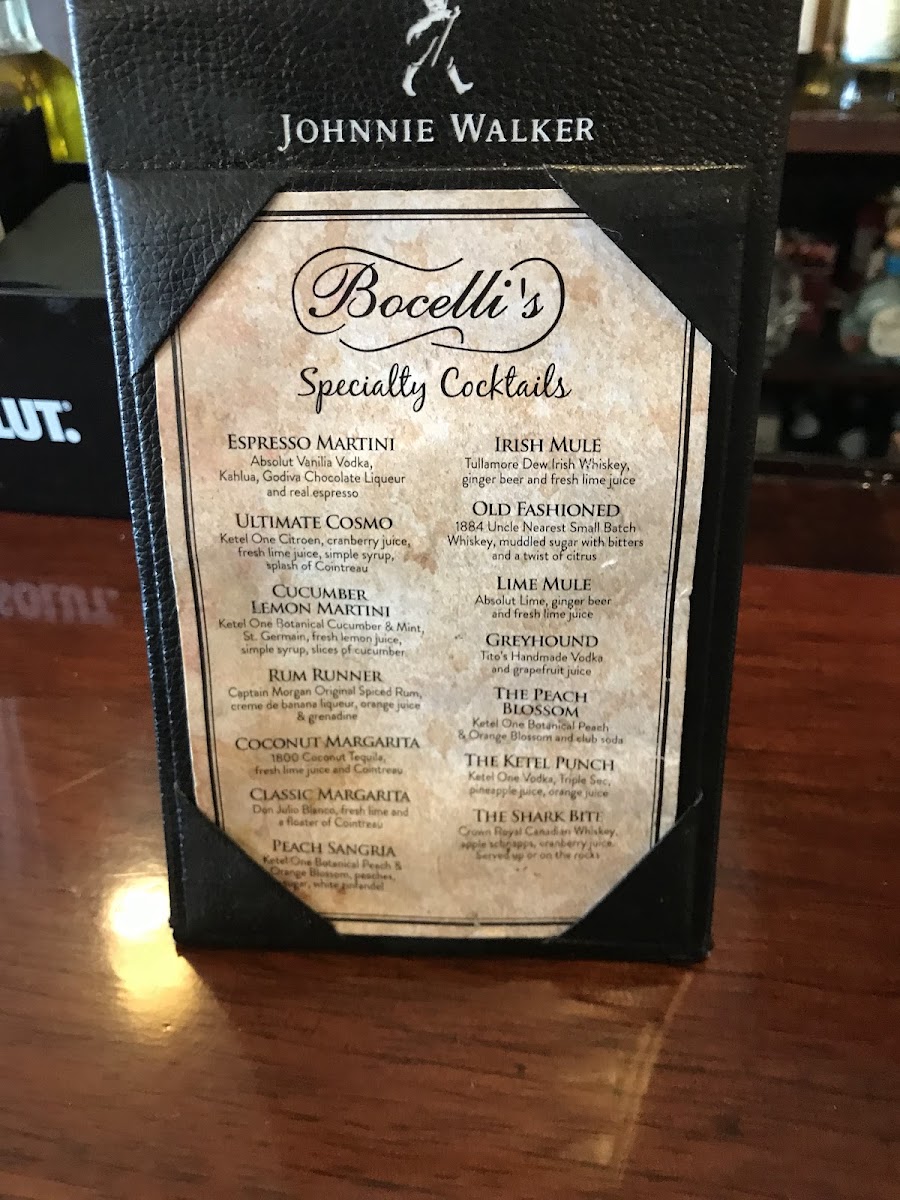 JOHNNIE WALKER
Bocelli's
Specialty Cocktails
ESPRESSO MARTINI
Absolut Vanilia Vodka,
Kahlua, Godiva Chocolate Liqueur
and real espresso
ULTIMATE COSMO
Ketel One Citroen, cranberry juice,
fresh lime juice, simple syrup,
splash of Cointreau
CUCUMBER
LEMON MARTINI
Ketel One Botanical Cucumber & Mint,
St. Germain, fresh lemon juice,
simple syrup, slices of cucumber
RUM RUNNER
Captain Morgan Original Spiced Rum,
creme de banana liqueur, orange juice
& grenadine
COCONUT MARGARITA
1800 Coconut Tequila,
fresh lime juice and Cointreau
CLASSIC MARGARITA
Don Julio Blanco, fresh lime and
a floater of Cointreau
PEACH SANGRIA
Ketel One Botanical Peach &
Orange Blossom, peaches,
sugar, white zinfandel
IRISH MULE
Tullamore Dew Irish Whiskey,
ginger beer and fresh lime juice
OLD FASHIONED
1884 Uncle Nearest Small Batch
Whiskey, muddled sugar with bitters
and a twist of citrus
LIME MULE
Absolut Lime, ginger beer
and fresh lime juice
GREYHOUND
Tito's Handmade Vodka
and grapefruit juice
THE PEACH
BLOSSOM
Ketel One Botanical Peach
& Orange Blossom and club soda
THE KETEL PUNCH
Ketel One Vodka, Triple Sec,
pineapple juice, orange juice
THE SHARK BITE
Crown Royal Canadian Whiskey,
apple schnapps, cranberry juice.
Served up or on the rocks
LUT.